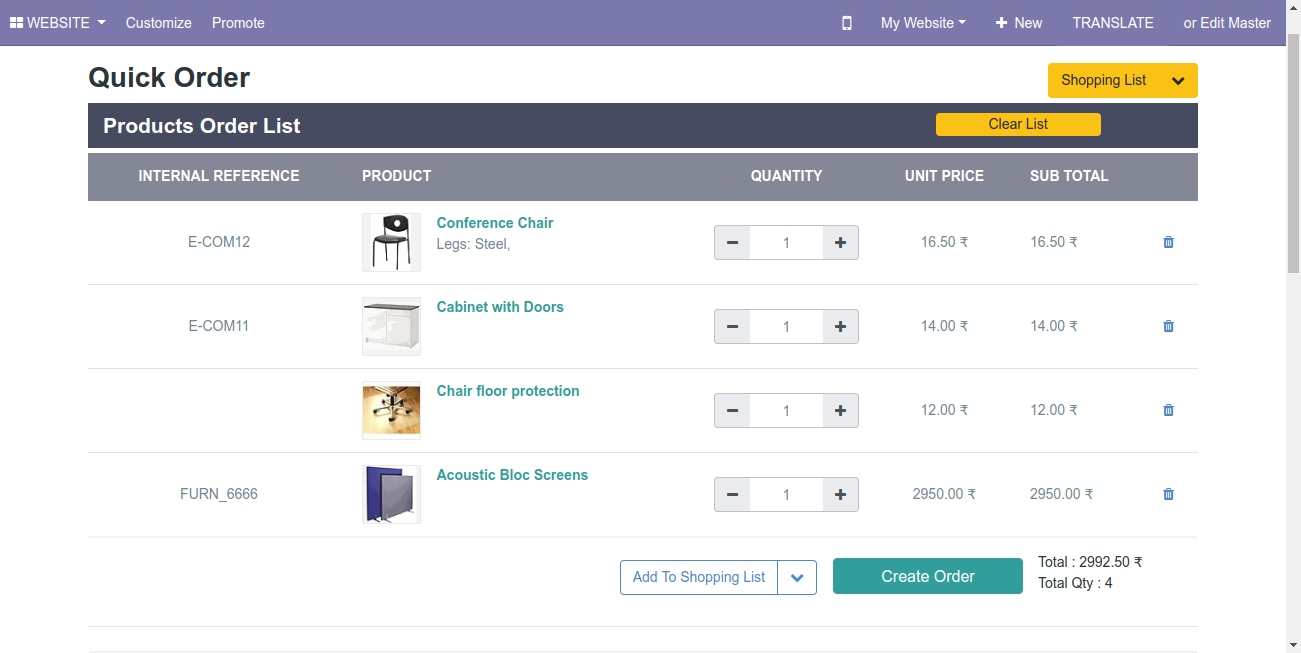 WEBSITE Customize Promote My Website New TRANSLATE or Edit Master
Quick Order
Shopping List
Products Order List
Clear List
INTERNAL REFERENCE PRODUCT QUANTITY UNIT PRICE SUB TOTAL
Conference Chair
E-COM12 Legs: Steel, 1 16.50 ₹ 16.50 ₹
Cabinet with Doors
E-COM11 1 14.00 ₹ 14.00 ₹
Chair floor protection
1 12.00 ₹ 12.00 ₹
Acoustic Bloc Screens
FURN_6666 1 2950.00 ₹ 2950.00 ₹
Add To Shopping List Create Order
Total : 2992.50 ₹
Total Qty : 4